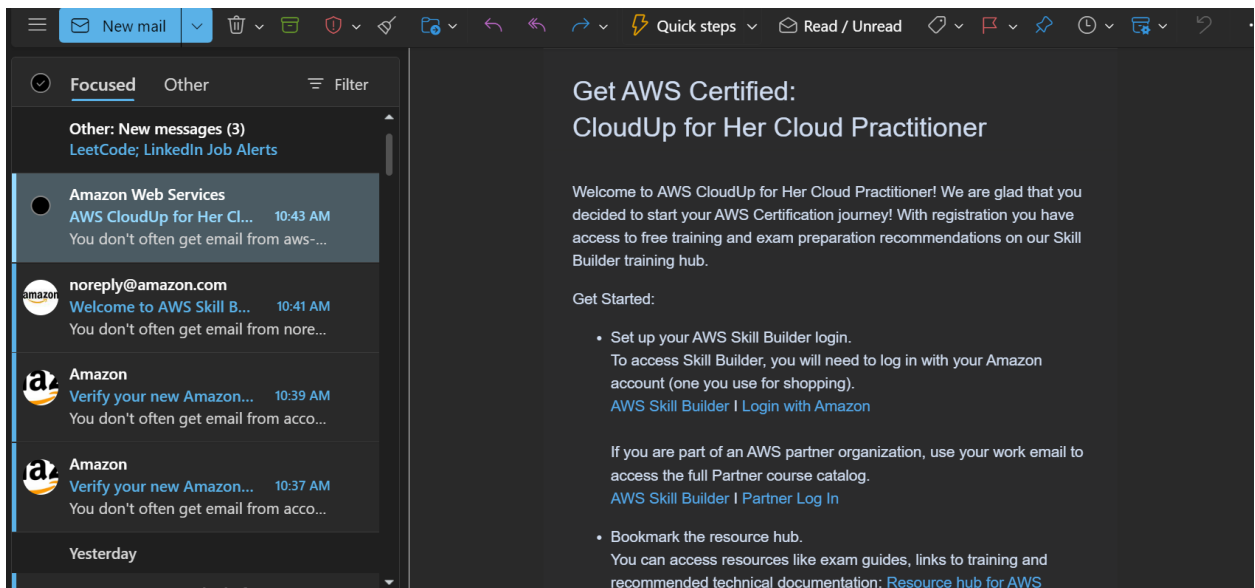 New mail
Quick steps
Read / Unread
Focused
Other
Filter
Other: New messages (3)
LeetCode; LinkedIn Job Alerts
Amazon Web Services
AWS CloudUp for Her Cl... 10:43 AM
You don't often get email from aws-...
amazon
noreply@amazon.com
Welcome to AWS Skill B... 10:41 AM
You don't often get email from nore...
Amazon
Verify your new Amazon... 10:39 AM
You don't often get email from acco...
Amazon
Verify your new Amazon... 10:37 AM
You don't often get email from acco...
Yesterday
Get AWS Certified:
CloudUp for Her Cloud Practitioner
Welcome to AWS CloudUp for Her Cloud Practitioner! We are glad that you
decided to start your AWS Certification journey! With registration you have
access to free training and exam preparation recommendations on our Skill
Builder training hub.
Get Started:
• Set up your AWS Skill Builder login.
To access Skill Builder, you will need to log in with your Amazon
account (one you use for shopping).
AWS Skill Builder I Login with Amazon
If you are part of an AWS partner organization, use your work email to
access the full Partner course catalog.
AWS Skill Builder I Partner Log In
• Bookmark the resource hub.
You can access resources like exam guides, links to training and
recommended technical documentation: Resource hub for AWS